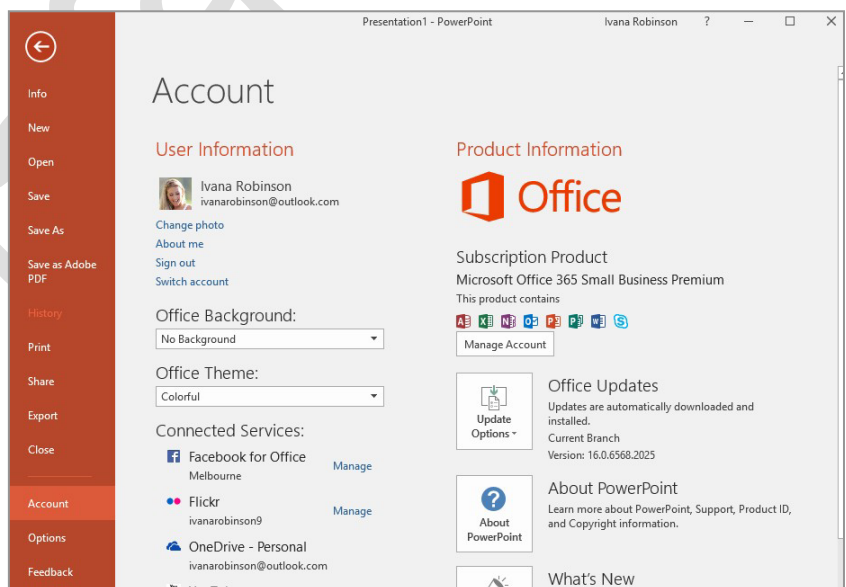 Presentation1 - PowerPoint
Ivana Robinson
?
Info
New
Open
Save
Save As
Save as Adobe
PDF
History
Print
Share
Export
Close
Account
Options
Feedback
Account
User Information
Ivana Robinson
ivanarobinson@outlook.com
Change photo
About me
Sign out
Switch account
Office Background:
No Background
Office Theme:
Colorful
Connected Services:
Facebook for Office
Melbourne
Manage
Flickr
ivanarobinson9
Manage
OneDrive - Personal
ivanarobinson@outlook.com
Product Information
Office
Subscription Product
Microsoft Office 365 Small Business Premium
This product contains
Manage Account
Update
Options
Office Updates
Updates are automatically downloaded and
installed.
Current Branch
Version: 16.0.6568.2025
About
PowerPoint
About PowerPoint
Learn more about PowerPoint, Support, Product ID,
and Copyright information.
What's New